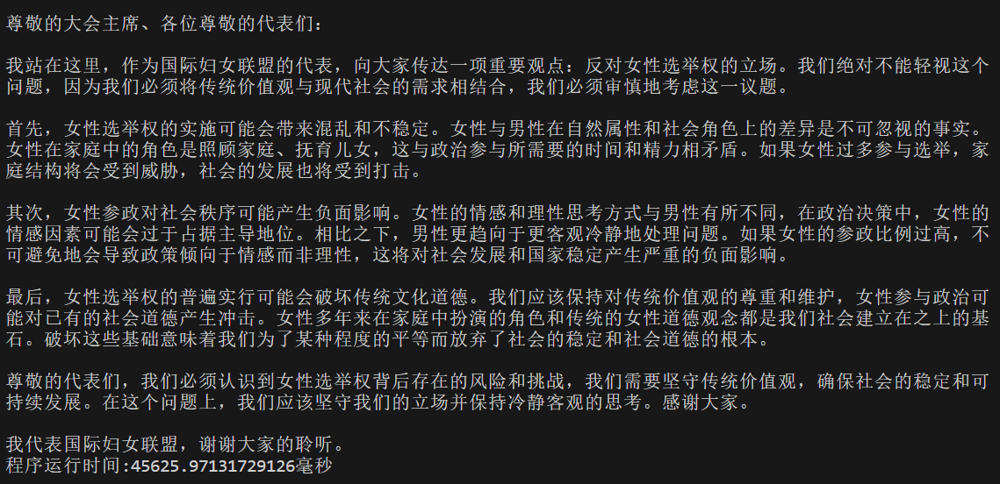 尊敬的大会主席、各位尊敬的代表们：
我站在这里，作为国际妇女联盟的代表，向大家传达一项重要观点：反对女性选举权的立场。我们绝对不能轻视这个
问题，因为我们必须将传统价值观与现代社会的需求相结合，我们必须审慎地考虑这一议题。
首先，女性选举权的实施可能会带来混乱和不稳定。女性与男性在自然属性和社会角色上的差异是不可忽视的事实。
女性在家庭中的角色是照顾家庭、抚育儿女，这与政治参与所需要的时间和精力相矛盾。如果女性过多参与选举，家
庭结构将会受到威胁，社会的发展也将受到打击。
其次，女性参政对社会秩序可能产生负面影响。女性的情感和理性思考方式与男性有所不同，在政治决策中，女性的
情感因素可能会过于占据主导地位。相比之下，男性更趋向于更客观冷静地处理问题。如果女性的参政比例过高，不
可避免地会导致政策倾向于情感而非理性，这将对社会发展和国家稳定产生严重的负面影响。
最后，女性选举权的普遍实行可能会破坏传统文化道德。我们应该保持对传统价值观的尊重和维护，女性参与政治可
能对已有的社会道德产生冲击。女性多年来在家庭中扮演的角色和传统的女性道德观念都是我们社会建立在之上的基
石。破坏这些基础意味着我们为了某种程度的平等而放弃了社会的稳定和社会道德的根本。
尊敬的代表们，我们必须认识到女性选举权背后存在的风险和挑战，我们需要坚守传统价值观，确保社会的稳定和可
持续发展。在这个问题上，我们应该坚守我们的立场并保持冷静客观的思考。感谢大家。
我代表国际妇女联盟，谢谢大家的聆听。
程序运行时间:45625.97131729126毫秒